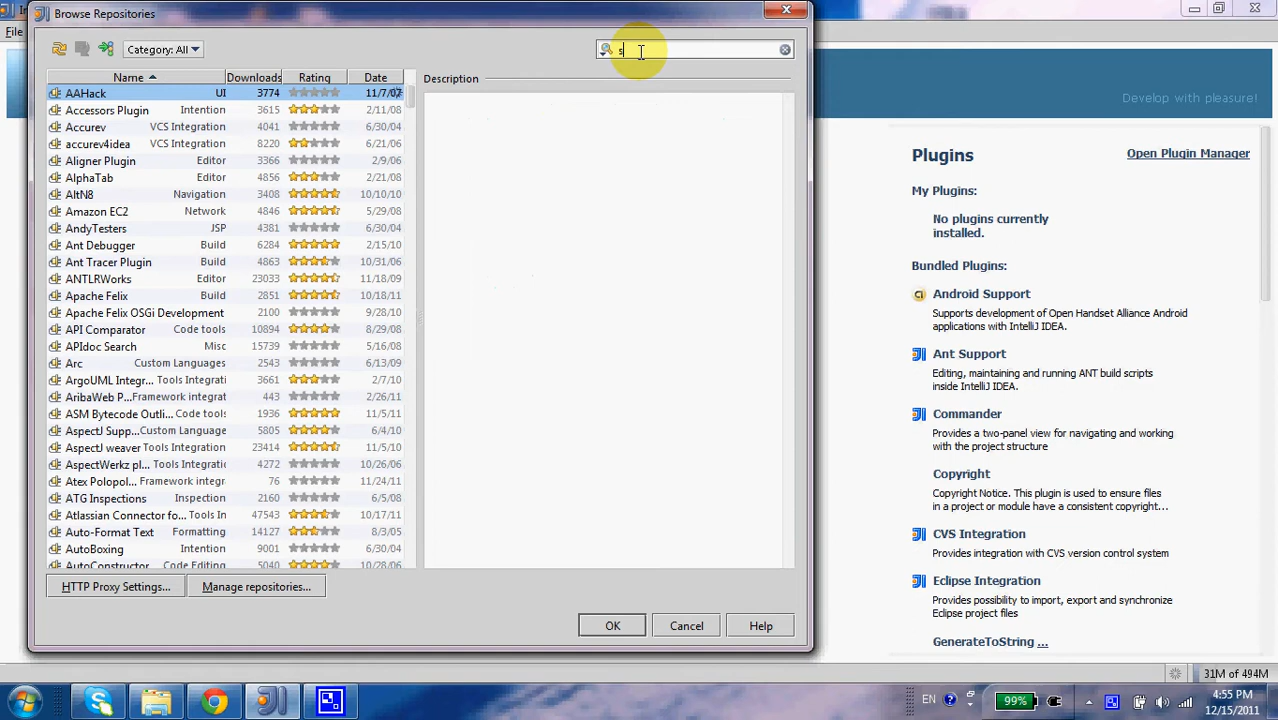 Browse Repositories
File
Category: All
s
Name Downloads Rating Date
Description
AAHack UI 3774 11/7/07
Accessors Plugin Intention 3615 2/11/08
Accurev VCS Integration 4041 6/30/04
accurev4idea VCS Integration 8220 6/21/06
Aligner Plugin Editor 3366 2/9/06
AlphaTab Editor 4856 2/21/08
AltN8 Navigation 3408 10/10/10
Amazon EC2 Network 4846 5/29/08
AndyTesters JSP 4381 6/30/04
Ant Debugger Build 6284 2/15/10
Ant Tracer Plugin Build 4863 10/31/06
ANTLRWorks Editor 23033 11/18/09
Apache Felix Build 2851 10/18/11
Apache Felix OSGi Development 2100 9/28/10
API Comparator Code tools 10894 8/29/08
APIdoc Search Misc 15739 5/16/08
Arc Custom Languages 2543 6/13/09
ArgoUML Integr... Tools Integrati 3661 2/7/10
AribaWeb P... Framework integrat 443 2/26/11
ASM Bytecode Outli... Code tools 1936 11/5/11
AspectJ Supp... Custom Language 5805 6/4/10
AspectJ weaver Tools Integratio 23414 11/5/06
AspectWerkz pl... Tools Integratio 4272 10/26/06
Atex Polopol... Framework integr 76 11/24/11
ATG Inspections Inspection 2160 6/5/08
Atlassian Connector fo... Tools In 47543 10/17/11
Auto-Format Text Formatting 14127 8/3/05
AutoBoxing Intention 9001 6/30/04
AutoConstructor Code Editing 5040 10/28/06
HTTP Proxy Settings...
Manage repositories...
OK
Cancel
Help
Develop with pleasure!
Plugins
Open Plugin Manager
My Plugins:
No plugins currently
installed.
Bundled Plugins:
Android Support
Supports development of Open Handset Alliance Android
applications with IntelliJ IDEA.
Ant Support
Editing, maintaining and running ANT build scripts
inside IntelliJ IDEA.
Commander
Provides a two-panel view for navigating and working
with the project structure
Copyright
Copyright Notice. This plugin is used to ensure files
in a project or module have a consistent copyright...
CVS Integration
Provides integration with CVS version control system
Eclipse Integration
Provides possibility to import, export and synchronize
Eclipse project files
GenerateToString ...
31M of 494M
EN
99%
4:55 PM
12/15/2011